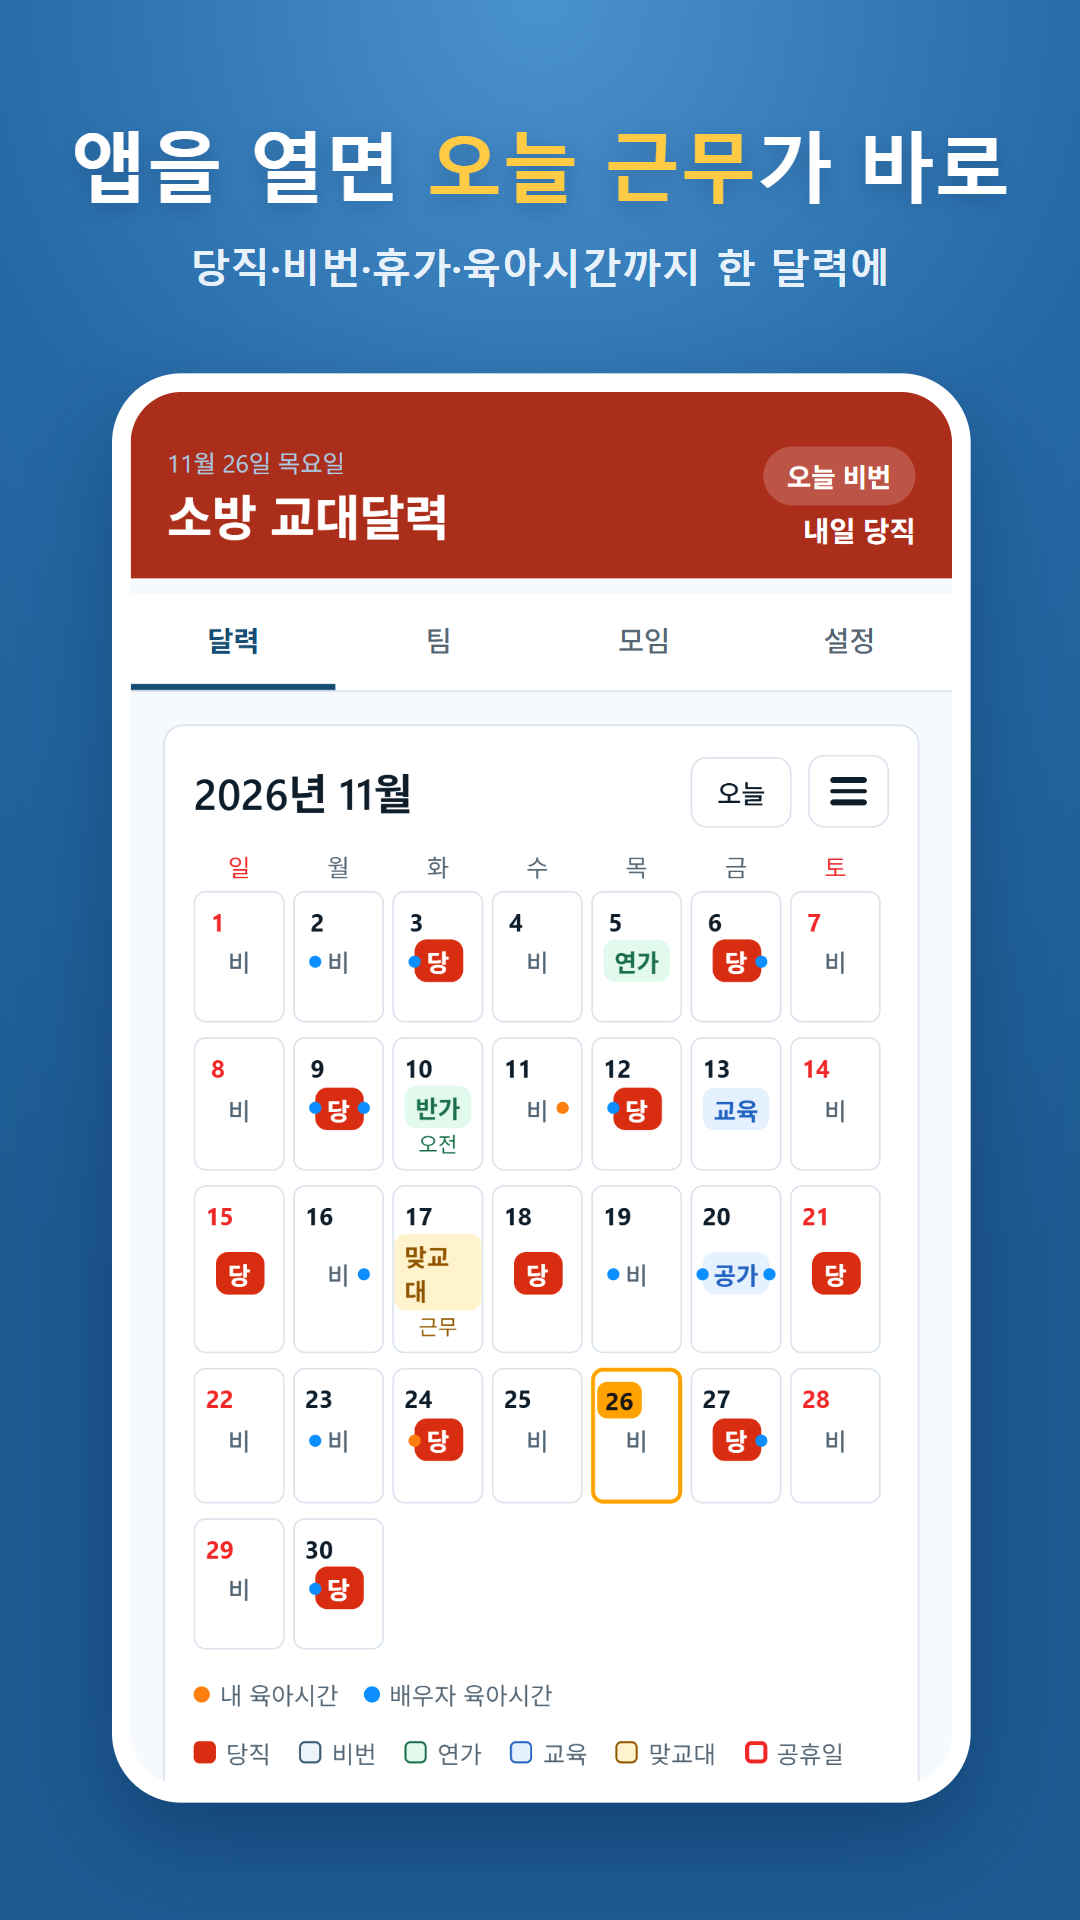 앱을 열면 오늘 근무가 바로
당직·비번·휴가·육아시간까지 한 달력에
11월 26일 목요일
소방 교대달력
오늘 비번
내일 당직
달력 팀 모임 설정
2026년 11월
오늘
일 월 화 수 목 금 토
1 2 3 4 5 6 7
비 비 당 비 연가 당 비
8 9 10 11 12 13 14
비 당 반가 비 당 교육 비
오전
15 16 17 18 19 20 21
당 비 맞교대 당 비 공가 당
근무
22 23 24 25 26 27 28
비 비 당 비 비 당 비
29 30
비 당
내 육아시간 배우자 육아시간
당직 비번 연가 교육 맞교대 공휴일